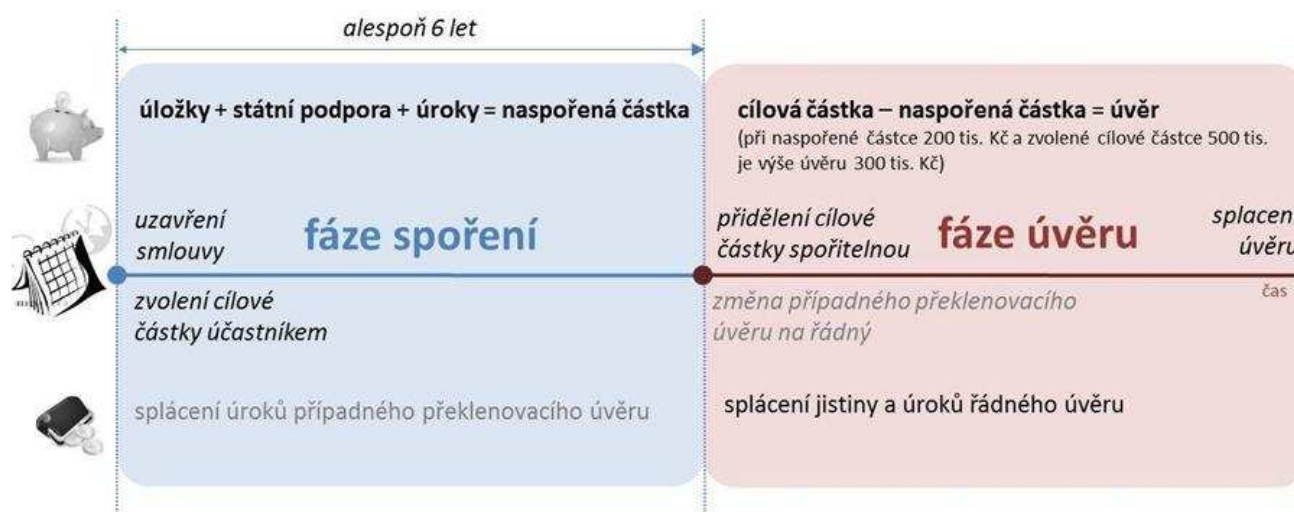 alespoň 6 let
úložky + státní podpora + úroky = naspořená částka
cílová částka – naspořená částka = úvěr
(při naspořené částce 200 tis. Kč a zvolené cílové částce 500 tis.
je výše úvěru 300 tis. Kč)
uzavření
smlouvy
fáze spoření
přidělení cílové
částky spořitelnou
fáze úvěru
splacen
úvěru
zvolení cílové
částky účastníkem
změna případného překlenovacího
úvěru na řádný
čas
splácení úroků případného překlenovacího úvěru
splácení jistiny a úroků řádného úvěru